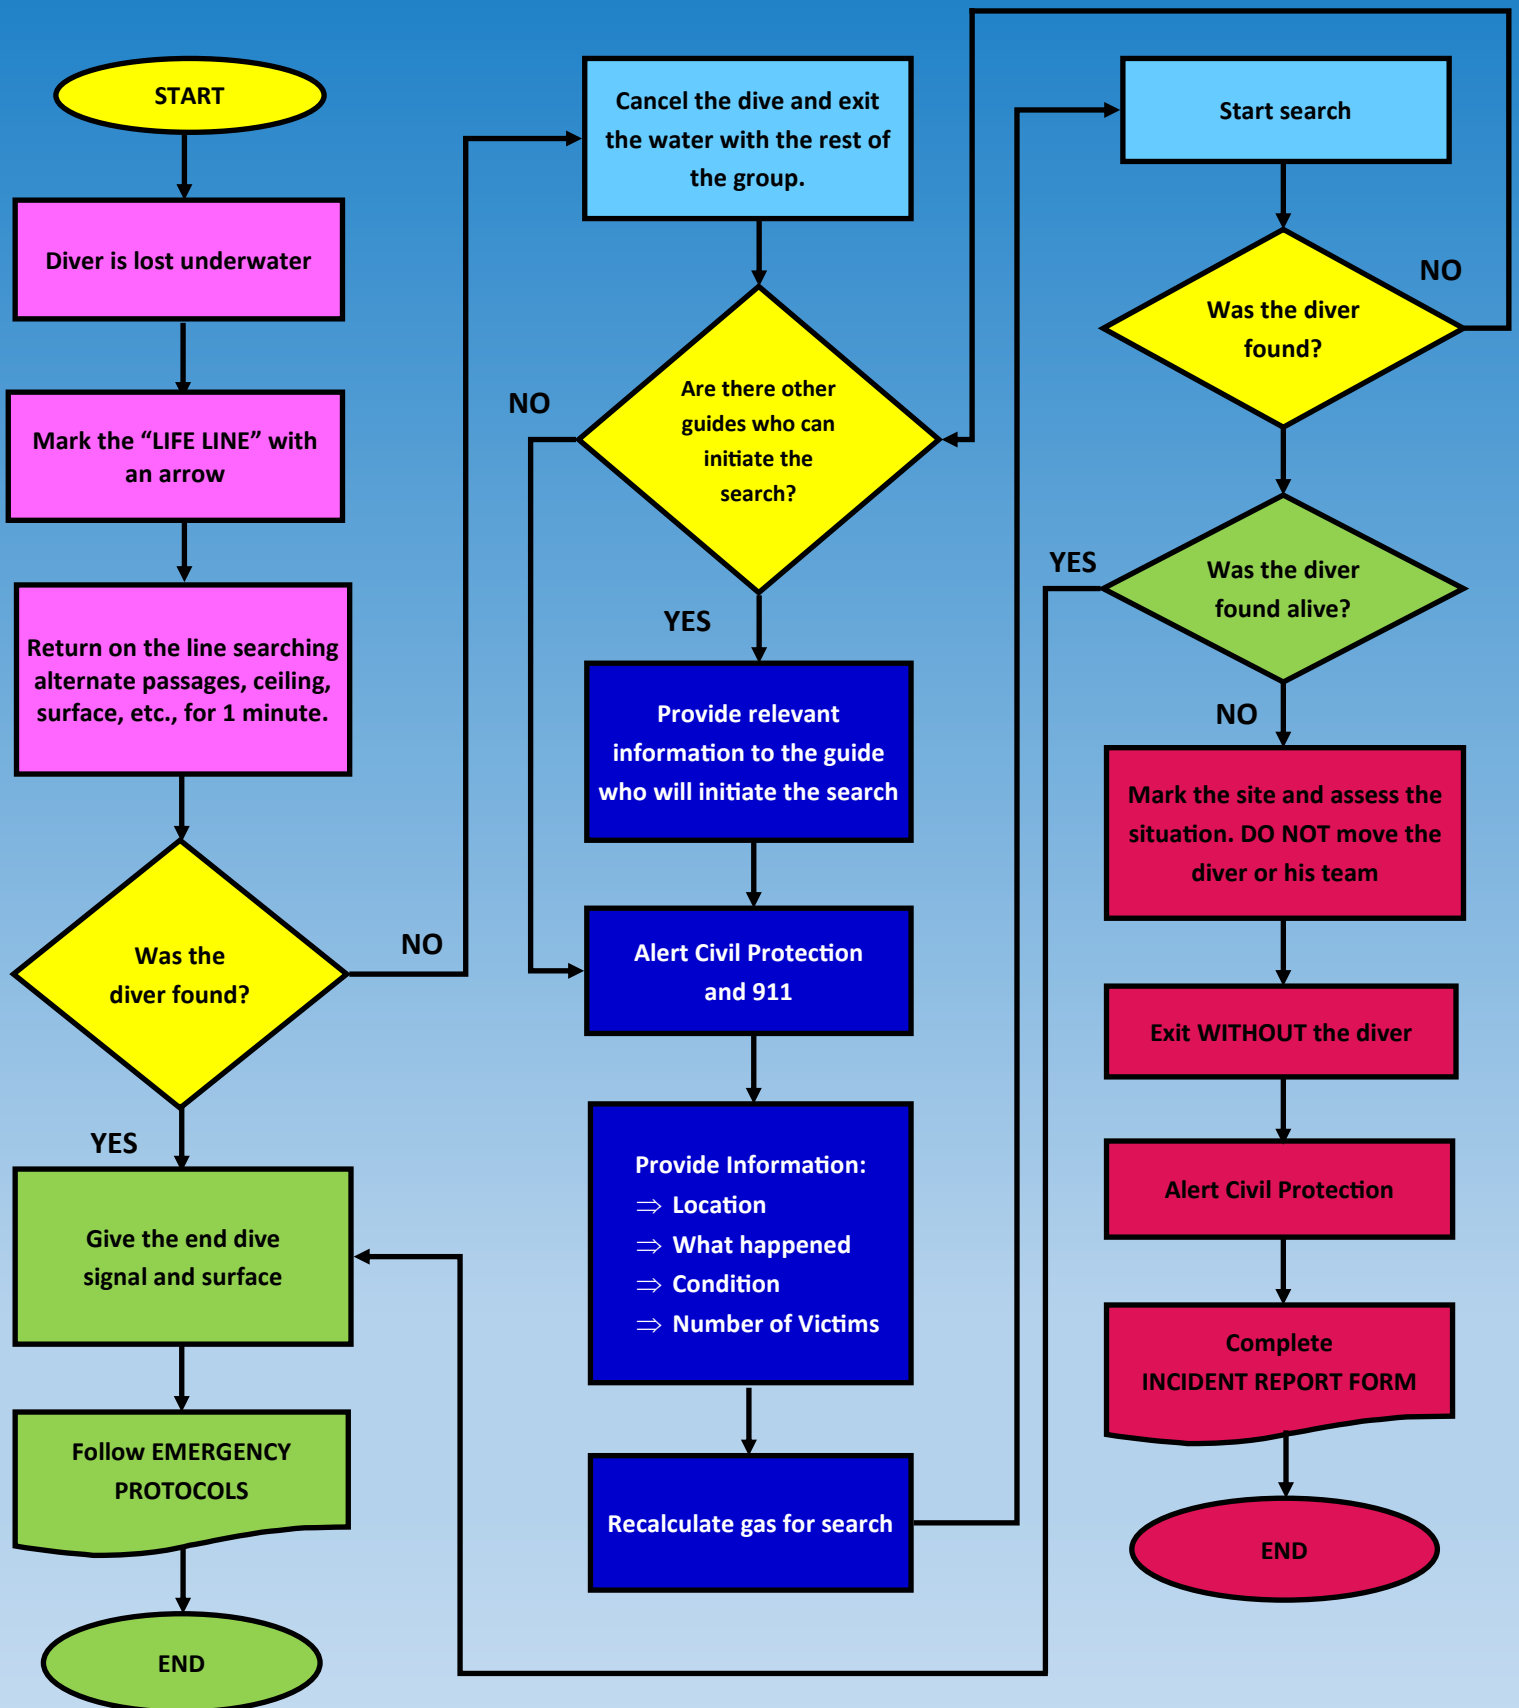 START
Diver is lost underwater
Mark the “LIFE LINE” with
an arrow
Return on the line searching
alternate passages, ceiling,
surface, etc., for 1 minute.
Was the
diver found?
NO
YES
Give the end dive
signal and surface
Follow EMERGENCY
PROTOCOLS
END
Cancel the dive and exit
the water with the rest of
the group.
Are there other
guides who can
initiate the
search?
NO
YES
Provide relevant
information to the guide
who will initiate the search
Alert Civil Protection
and 911
Provide Information:
⇒ Location
⇒ What happened
⇒ Condition
⇒ Number of Victims
Recalculate gas for search
Start search
Was the diver
found?
NO
Was the diver
found alive?
YES
NO
Mark the site and assess the
situation. DO NOT move the
diver or his team
Exit WITHOUT the diver
Alert Civil Protection
Complete
INCIDENT REPORT FORM
END